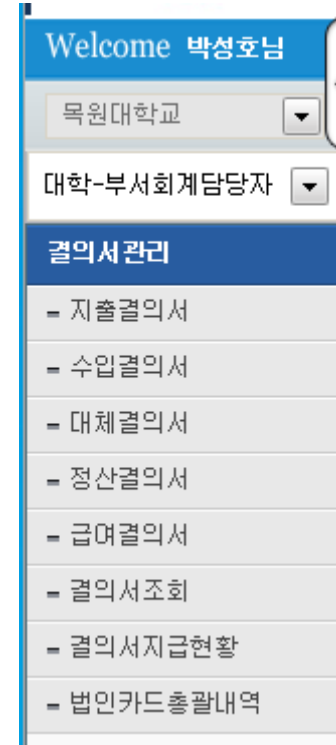 Welcome 박성호님
목원대학교
대학-부서회계담당자
결의서관리
- 지출결의서
- 수입결의서
- 대체결의서
- 정산결의서
- 급여결의서
- 결의서조회
- 결의서지급현황
- 법인카드총괄내역